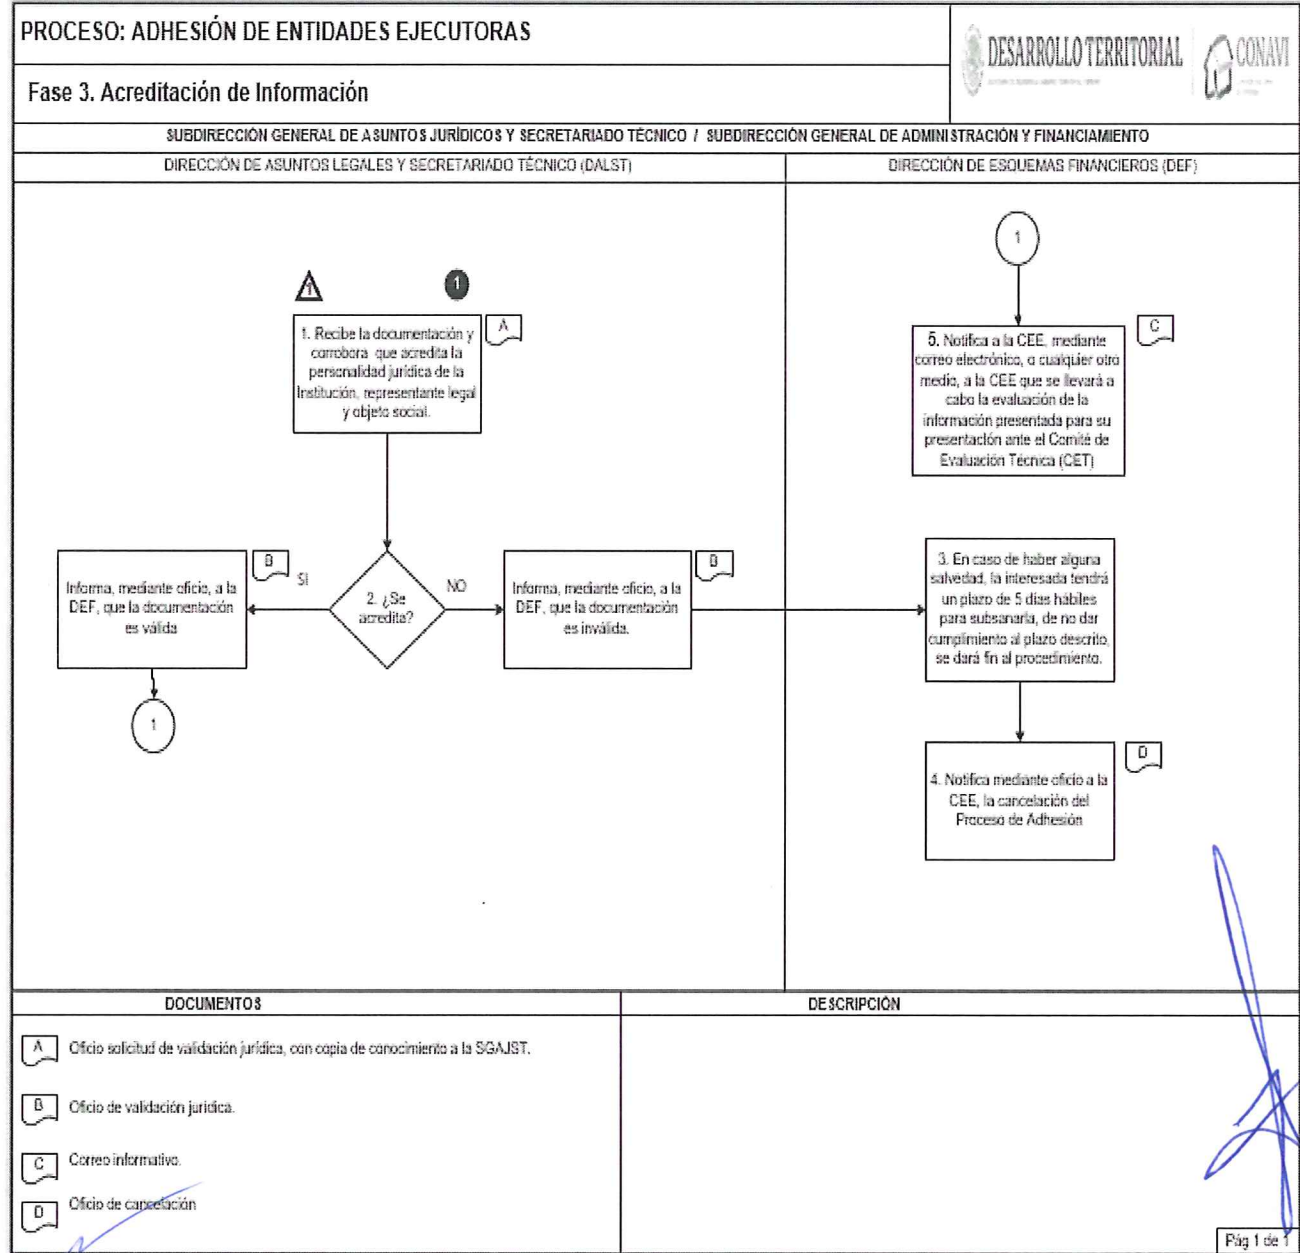 PROCESO: ADHESIÓN DE ENTIDADES EJECUTORAS
DESARROLLO TERRITORIAL
CONAVI
Fase 3. Acreditación de Información
SUBDIRECCIÓN GENERAL DE ASUNTOS JURÍDICOS Y SECRETARIADO TÉCNICO / SUBDIRECCIÓN GENERAL DE ADMINISTRACIÓN Y FINANCIAMIENTO
DIRECCIÓN DE ASUNTOS LEGALES Y SECRETARIADO TÉCNICO (DALST)
DIRECCIÓN DE ESQUEMAS FINANCIEROS (DEF)
1
1
A
1. Recibe la documentación y
corrobora que acredita la
personalidad jurídica de la
Institución, representante legal
y objeto social.
2. ¿Se
acredita?
SI
B
Informa, mediante oficio, a la
DEF, que la documentación
es válida
1
NO
B
Informa, mediante oficio, a la
DEF, que la documentación
es inválida.
1
C
5. Notifica a la CEE, mediante
correo electrónico, o cualquier otro
medio, a la CEE que se llevará a
cabo la evaluación de la
información presentada para su
presentación ante el Comité de
Evaluación Técnica (CET)
3. En caso de haber alguna
salvedad, la interesada tendrá
un plazo de 5 días hábiles
para subsanarla, de no dar
cumplimiento al plazo descrito,
se dará fin al procedimiento.
D
4. Notifica mediante oficio a la
CEE, la cancelación del
Proceso de Adhesión
DOCUMENTOS
DESCRIPCIÓN
A Oficio solicitud de validación jurídica, con copia de conocimiento a la SGAJST.
B Oficio de validación jurídica.
C Correo informativo.
D Oficio de cancelación
Pág 1 de 1